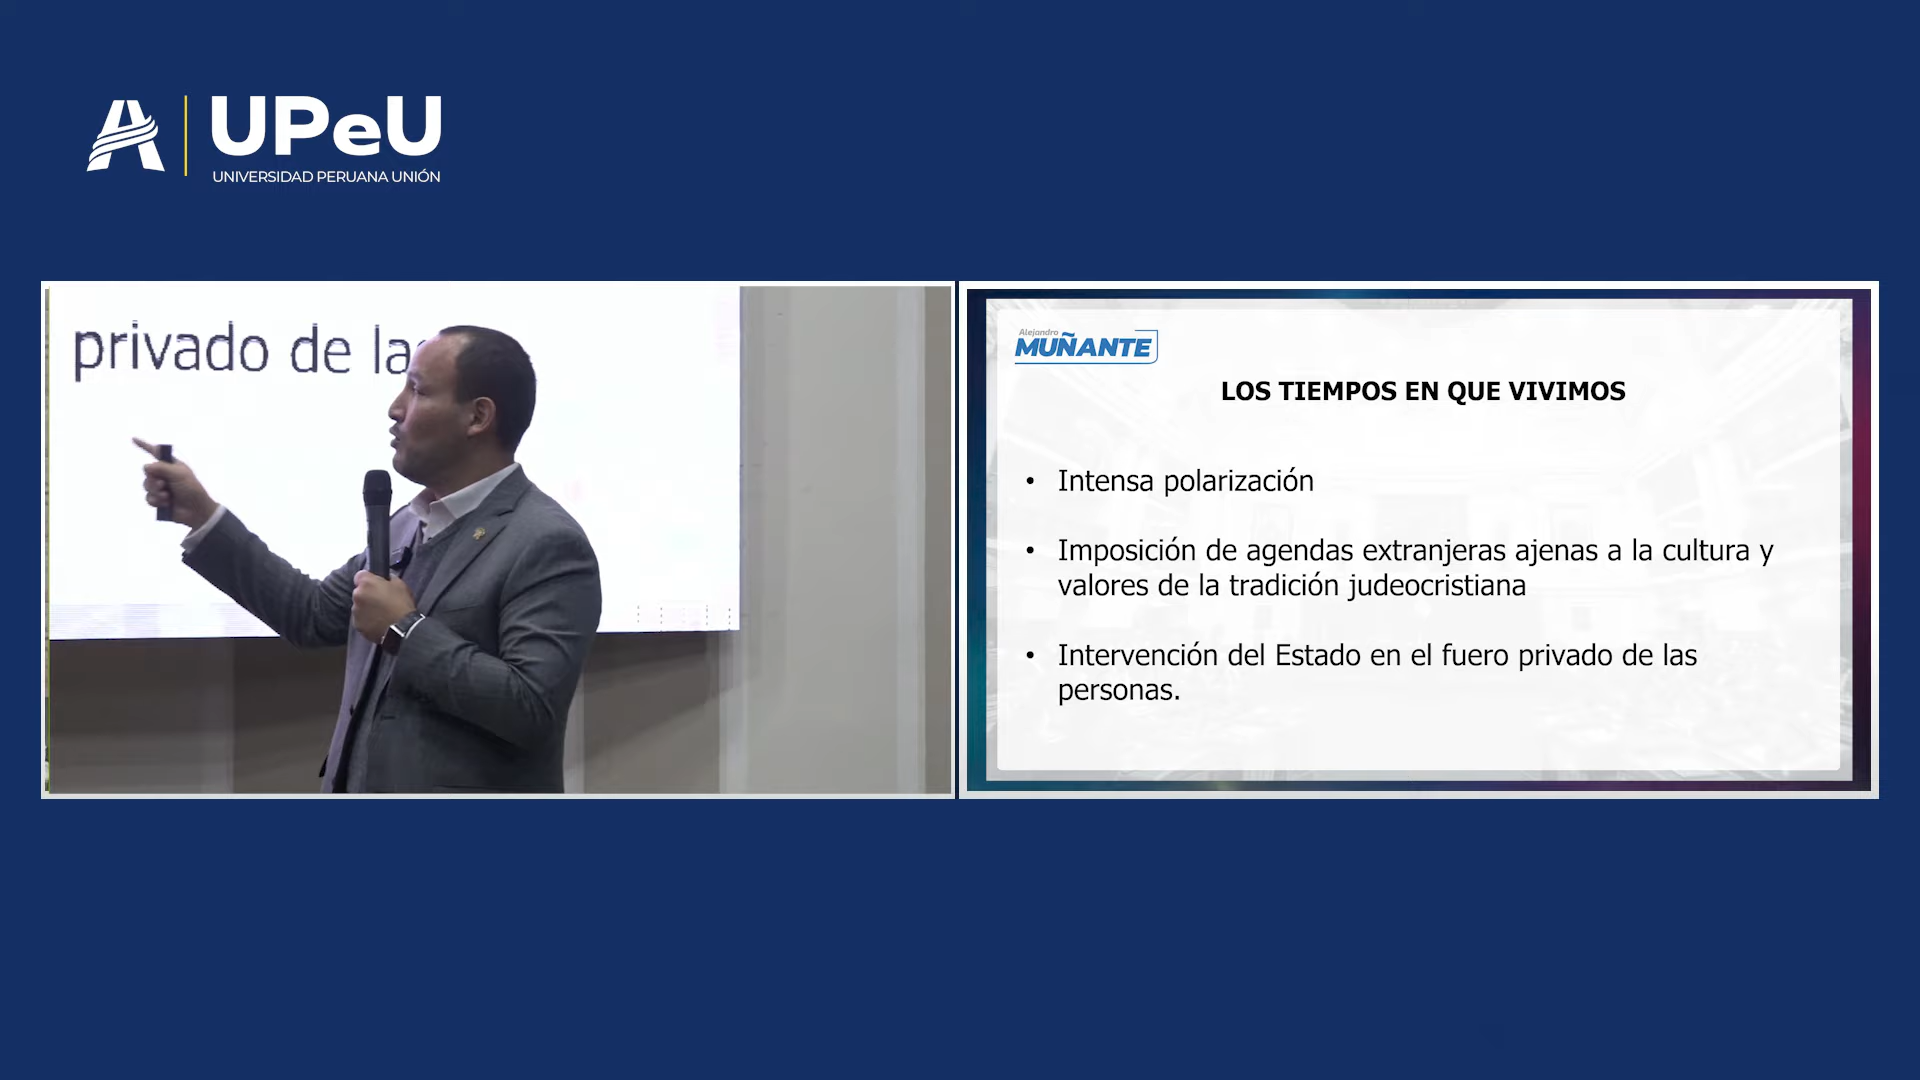 UPeU
UNIVERSIDAD PERUANA UNIÓN
privado de la
Alejandro
MUÑANTE
LOS TIEMPOS EN QUE VIVIMOS
• Intensa polarización
• Imposición de agendas extranjeras ajenas a la cultura y
valores de la tradición judeocristiana
• Intervención del Estado en el fuero privado de las
personas.